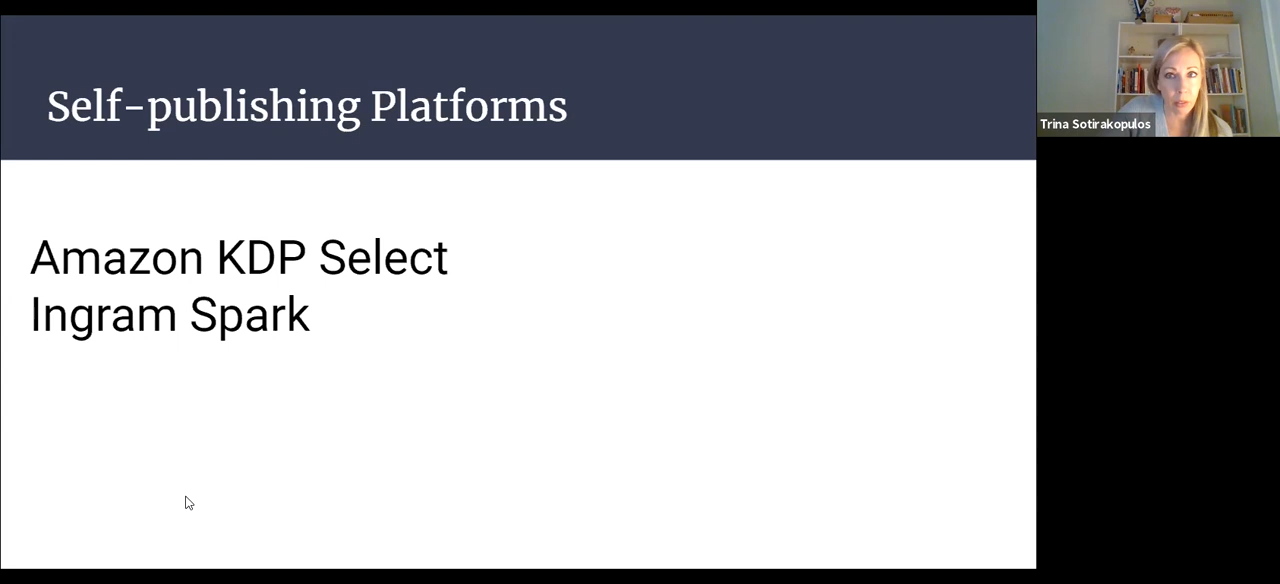 Self-publishing Platforms
Amazon KDP Select
Ingram Spark
Trina Sotirakopulos